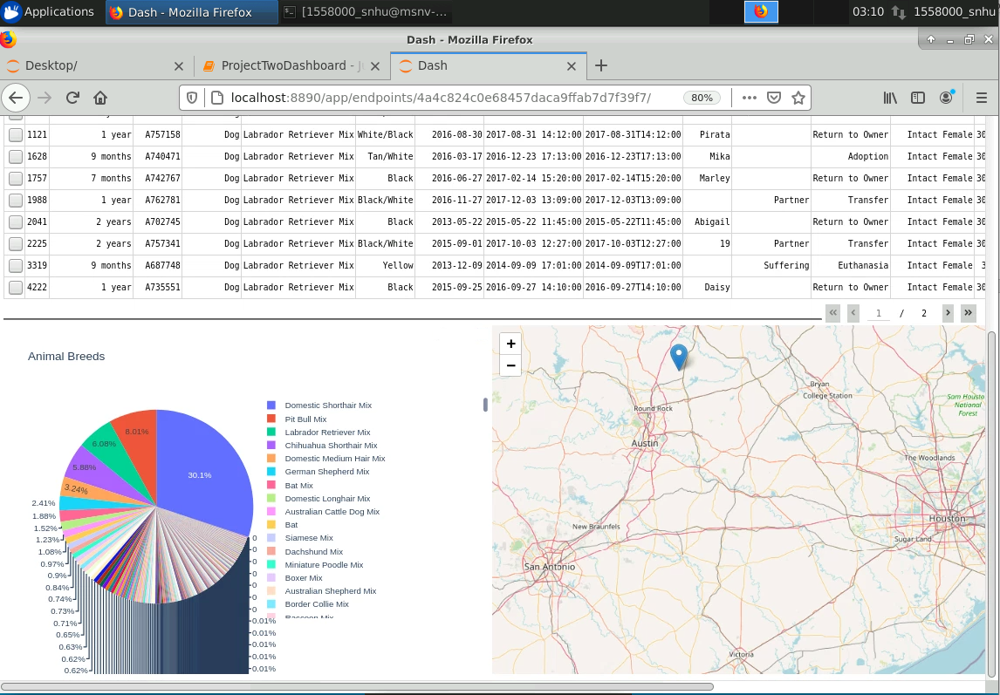 Applications Dash - Mozilla Firefox [1558000_snhu@msnv-... 03:10 1558000_snhu
Dash - Mozilla Firefox
Desktop/ ProjectTwoDashboard - Dash
localhost:8890/app/endpoints/4a4c824c0e68457daca9ffab7d7f39f7/ 80%
1121 1 year A757158 Dog Labrador Retriever Mix White/Black 2016-08-30 2017-08-31 14:12:00 2017-08-31T14:12:00 Pirata Return to Owner Intact Female 30
1628 9 months A740471 Dog Labrador Retriever Mix Tan/White 2016-03-17 2016-12-23 17:13:00 2016-12-23T17:13:00 Mika Adoption Intact Female 30
1757 7 months A742767 Dog Labrador Retriever Mix Black 2016-06-27 2017-02-14 15:20:00 2017-02-14T15:20:00 Marley Return to Owner Intact Female 30
1988 1 year A762781 Dog Labrador Retriever Mix Black/White 2016-11-27 2017-12-03 13:09:00 2017-12-03T13:09:00 Partner Transfer Intact Female 30
2041 2 years A702745 Dog Labrador Retriever Mix Black 2013-05-22 2015-05-22 11:45:00 2015-05-22T11:45:00 Abigail Return to Owner Intact Female 30
2225 2 years A757341 Dog Labrador Retriever Mix Black/White 2015-09-01 2017-10-03 12:27:00 2017-10-03T12:27:00 19 Partner Transfer Intact Female 30
3319 9 months A687748 Dog Labrador Retriever Mix Yellow 2013-12-09 2014-09-09 17:01:00 2014-09-09T17:01:00 Suffering Euthanasia Intact Female 3
4222 1 year A735551 Dog Labrador Retriever Mix Black 2015-09-25 2016-09-27 14:10:00 2016-09-27T14:10:00 Daisy Return to Owner Intact Female 30
« ‹ 1 / 2 › »
Animal Breeds
30.1%
8.01%
6.08%
5.88%
3.24%
2.41%
1.88%
1.52%
1.23%
1.08%
0.97%
0.9%
0.84%
0.74%
0.73%
0.71%
0.65%
0.63%
0.62%
0.62%
0
0
0
0
0
0
0
0.01%
0.01%
0.01%
0.01%
0.01%
Domestic Shorthair Mix
Pit Bull Mix
Labrador Retriever Mix
Chihuahua Shorthair Mix
Domestic Medium Hair Mix
German Shepherd Mix
Bat Mix
Domestic Longhair Mix
Australian Cattle Dog Mix
Bat
Siamese Mix
Dachshund Mix
Miniature Poodle Mix
Boxer Mix
Australian Shepherd Mix
Border Collie Mix
Raccoon Mix
+
−
Bryan
College Station
Sam Housto
National
Forest
Round Rock
Austin
The Woodlands
New Braunfels
Houston
Sugar Land
San Antonio
Victoria